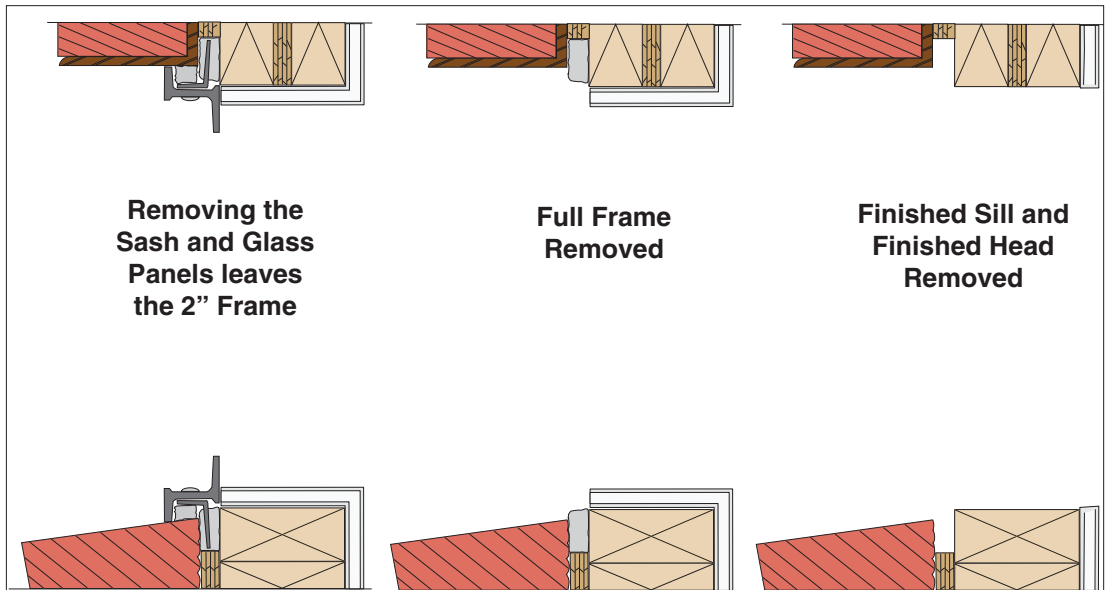 Removing the
Sash and Glass
Panels leaves
the 2” Frame
Full Frame
Removed
Finished Sill and
Finished Head
Removed